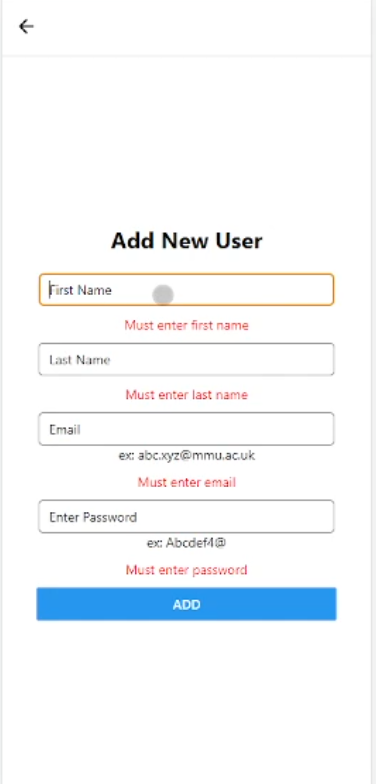 Add New User
First Name
Must enter first name
Last Name
Must enter last name
Email
ex: abc.xyz@mmu.ac.uk
Must enter email
Enter Password
ex: Abcdef4@
Must enter password
ADD